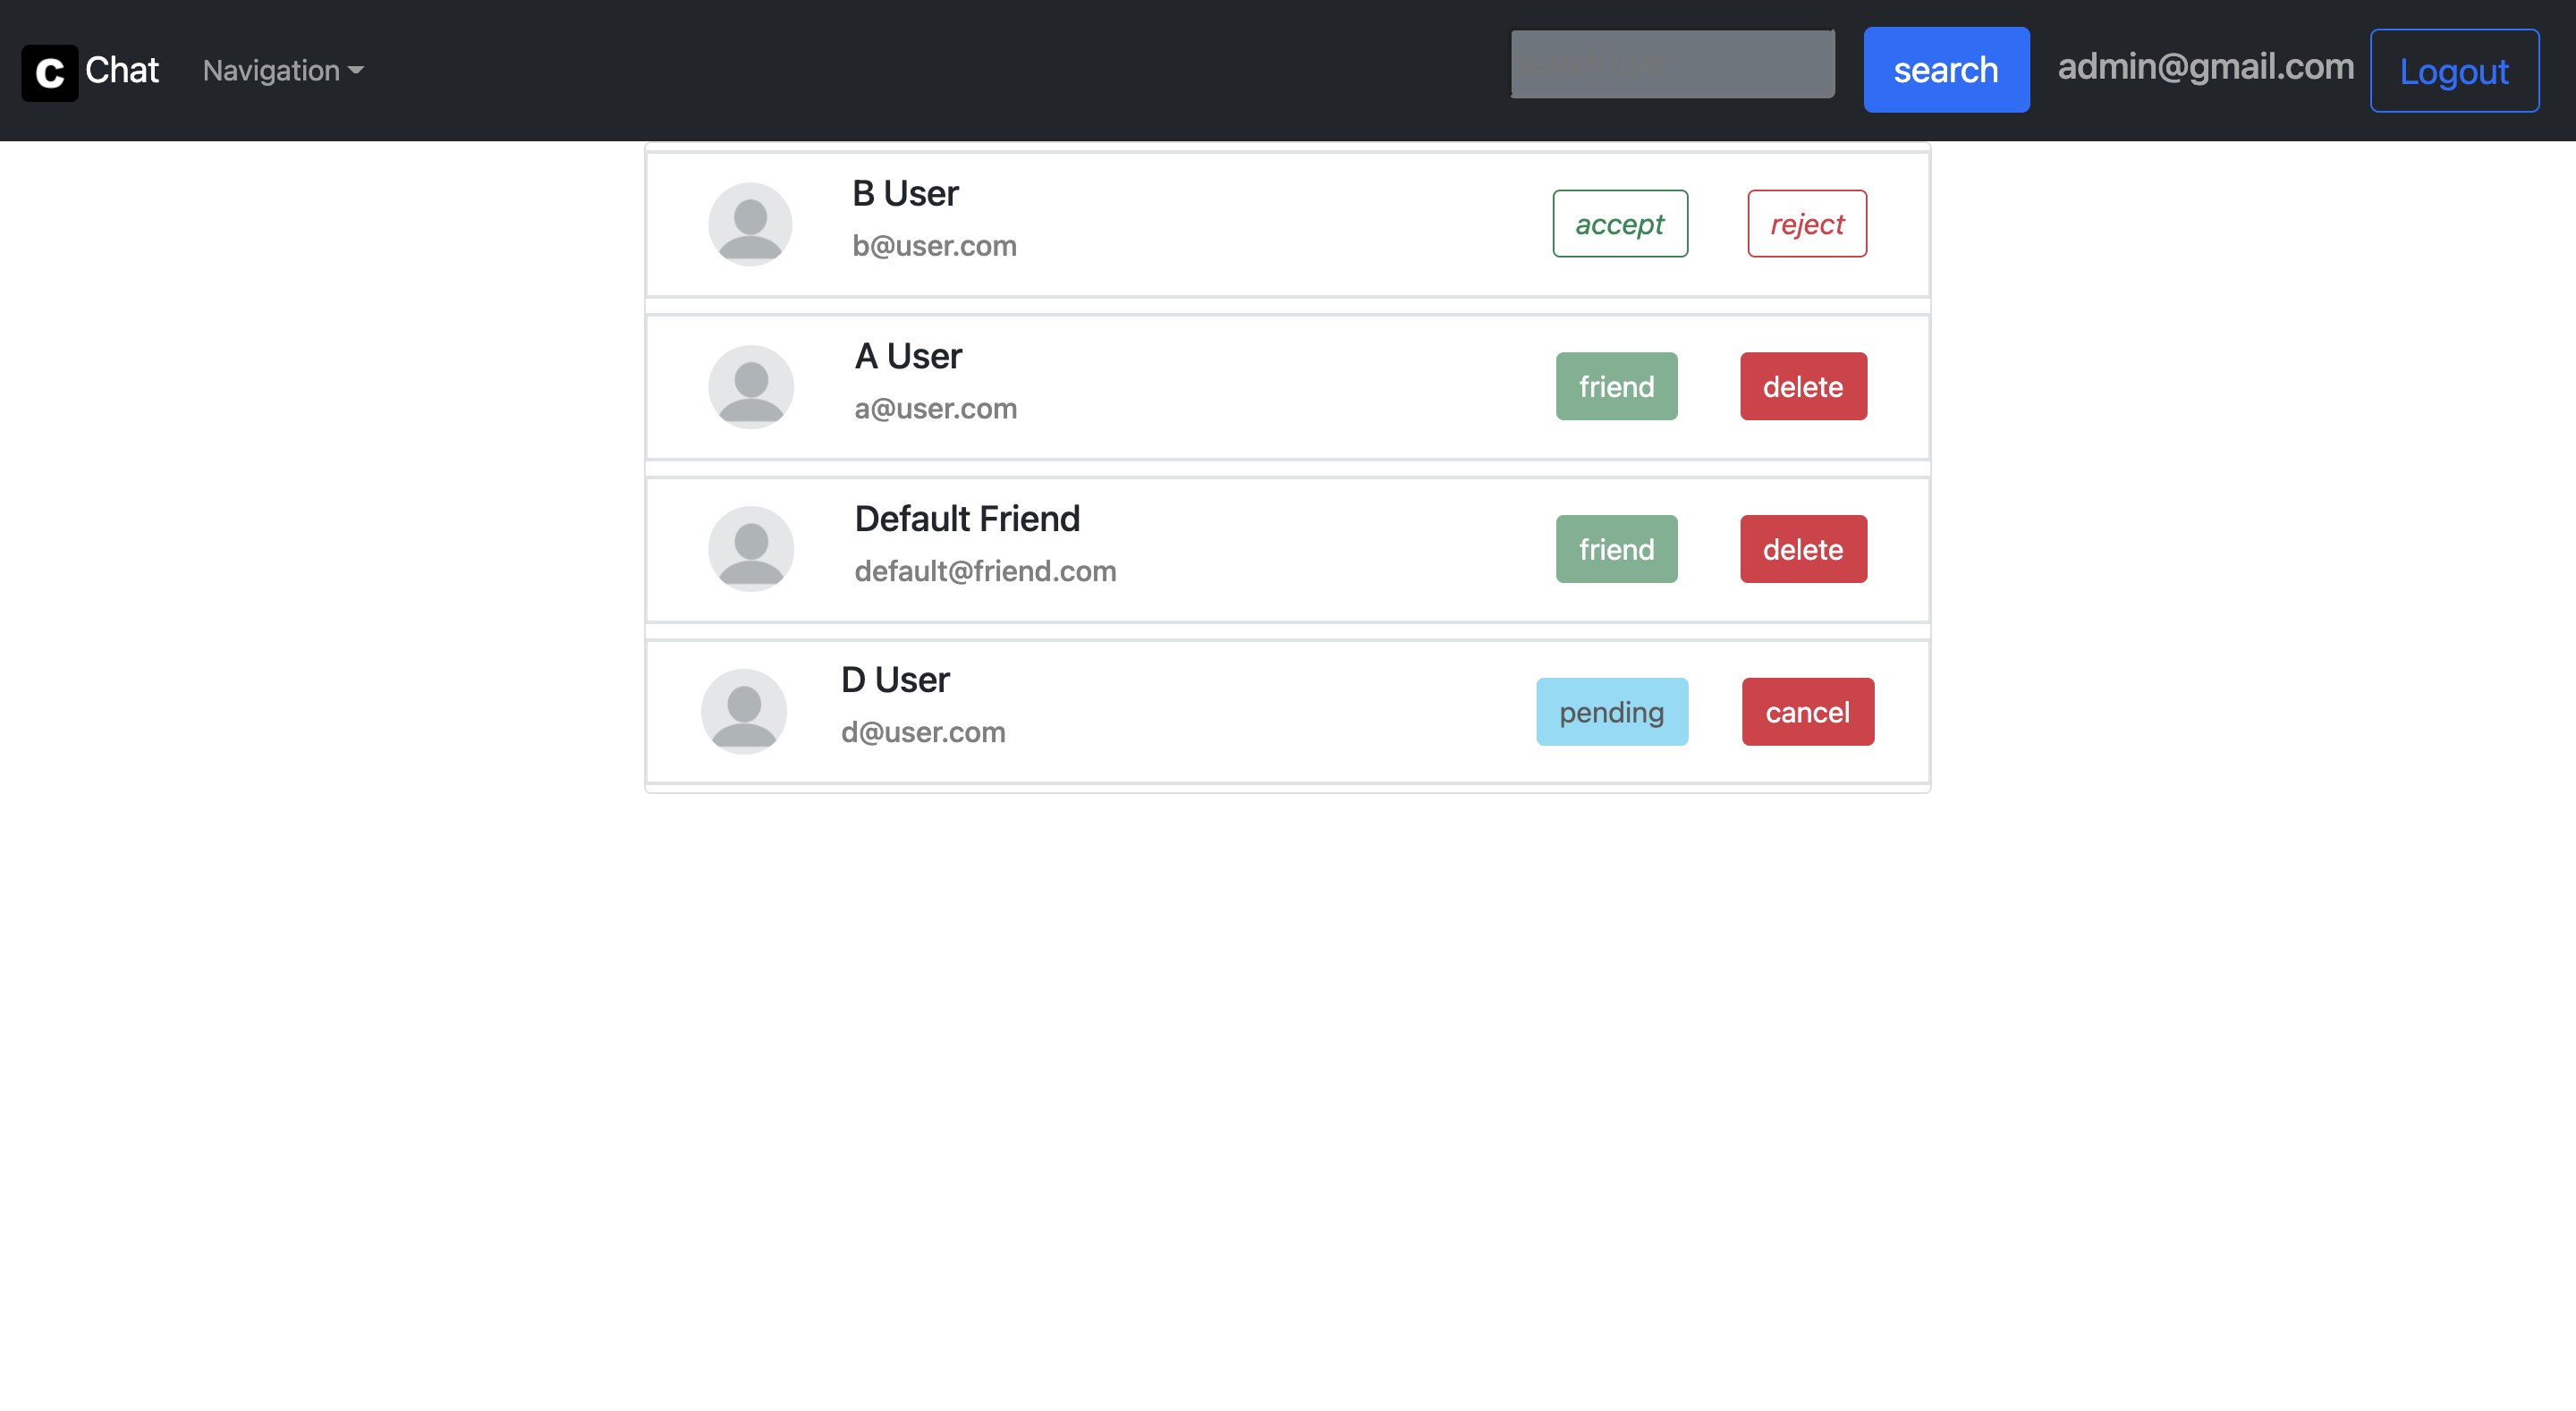 C Chat Navigation search admin@gmail.com Logout
B User
b@user.com
accept reject
A User
a@user.com
friend delete
Default Friend
default@friend.com
friend delete
D User
d@user.com
pending cancel